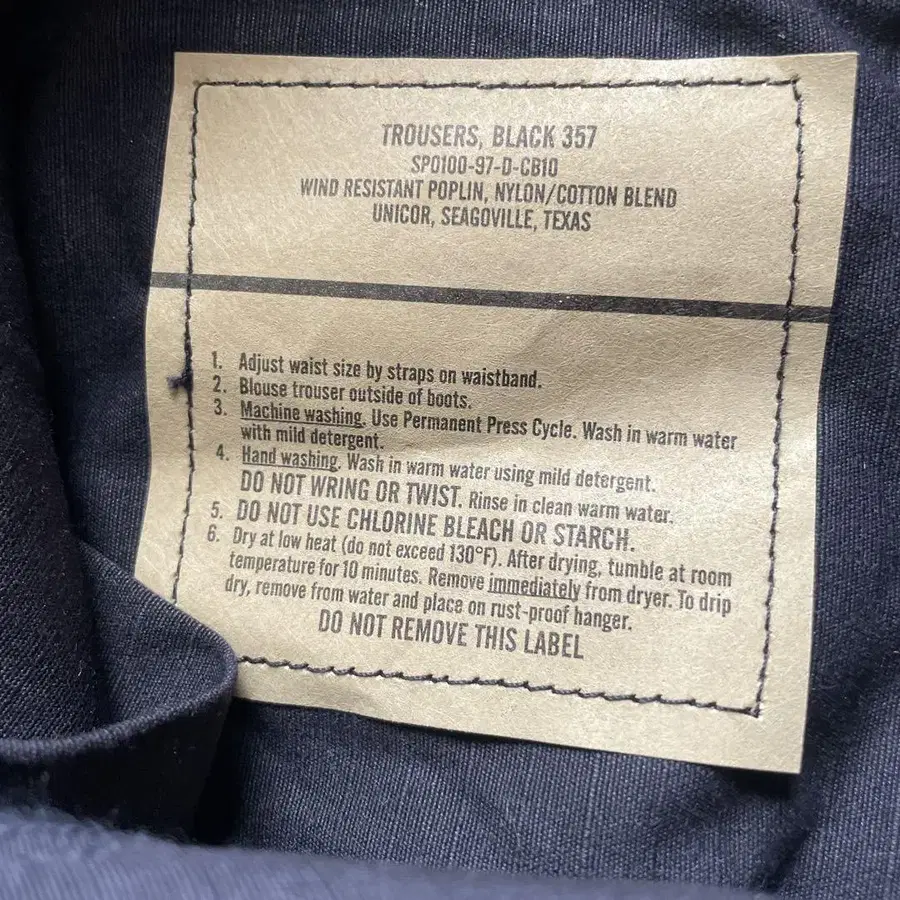 TROUSERS, BLACK 357
SPO100-97-D-CB10
WIND RESISTANT POPLIN, NYLON/COTTON BLEND
UNICOR, SEAGOVILLE, TEXAS
1. Adjust waist size by straps on waistband.
2. Blouse trouser outside of boots.
3. Machine washing. Use Permanent Press Cycle. Wash in warm water
with mild detergent.
4. Hand washing. Wash in warm water using mild detergent.
DO NOT WRING OR TWIST. Rinse in clean warm water.
5. DO NOT USE CHLORINE BLEACH OR STARCH.
6. Dry at low heat (do not exceed 130°F). After drying, tumble at room
temperature for 10 minutes. Remove immediately from dryer. To drip
dry, remove from water and place on rust-proof hanger.
DO NOT REMOVE THIS LABEL